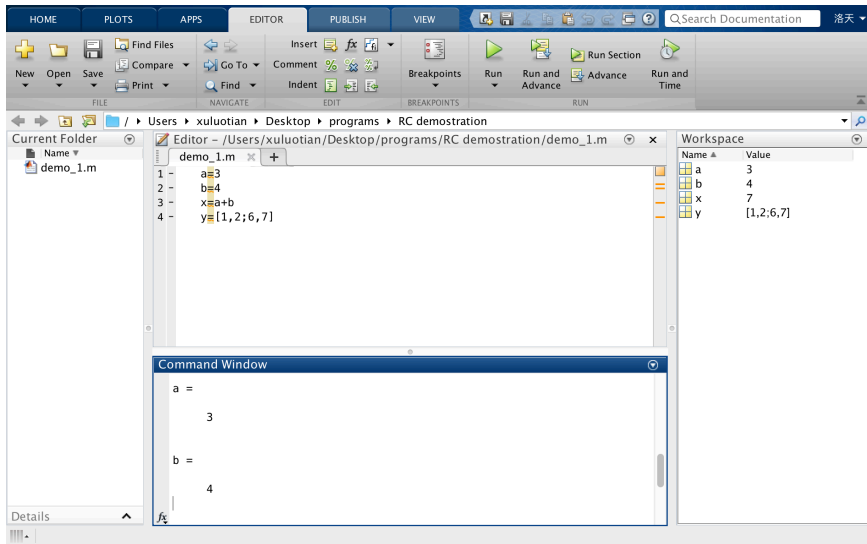 HOME PLOTS APPS EDITOR PUBLISH VIEW Search Documentation 洛天
New Open Save Find Files Compare Print
Go To Find
Insert fx
Comment
Indent
Breakpoints
Run Run and Advance Run Section Advance Run and Time
FILE NAVIGATE EDIT BREAKPOINTS RUN
/ Users xuluotian Desktop programs RC demostration
Current Folder
Name
demo_1.m
Details
Editor – /Users/xuluotian/Desktop/programs/RC demostration/demo_1.m
demo_1.m × +
1 – a=3
2 – b=4
3 – x=a+b
4 – y=[1,2;6,7]
Command Window
a =
3
b =
4
fx
Workspace
Name Value
a 3
b 4
x 7
y [1,2;6,7]